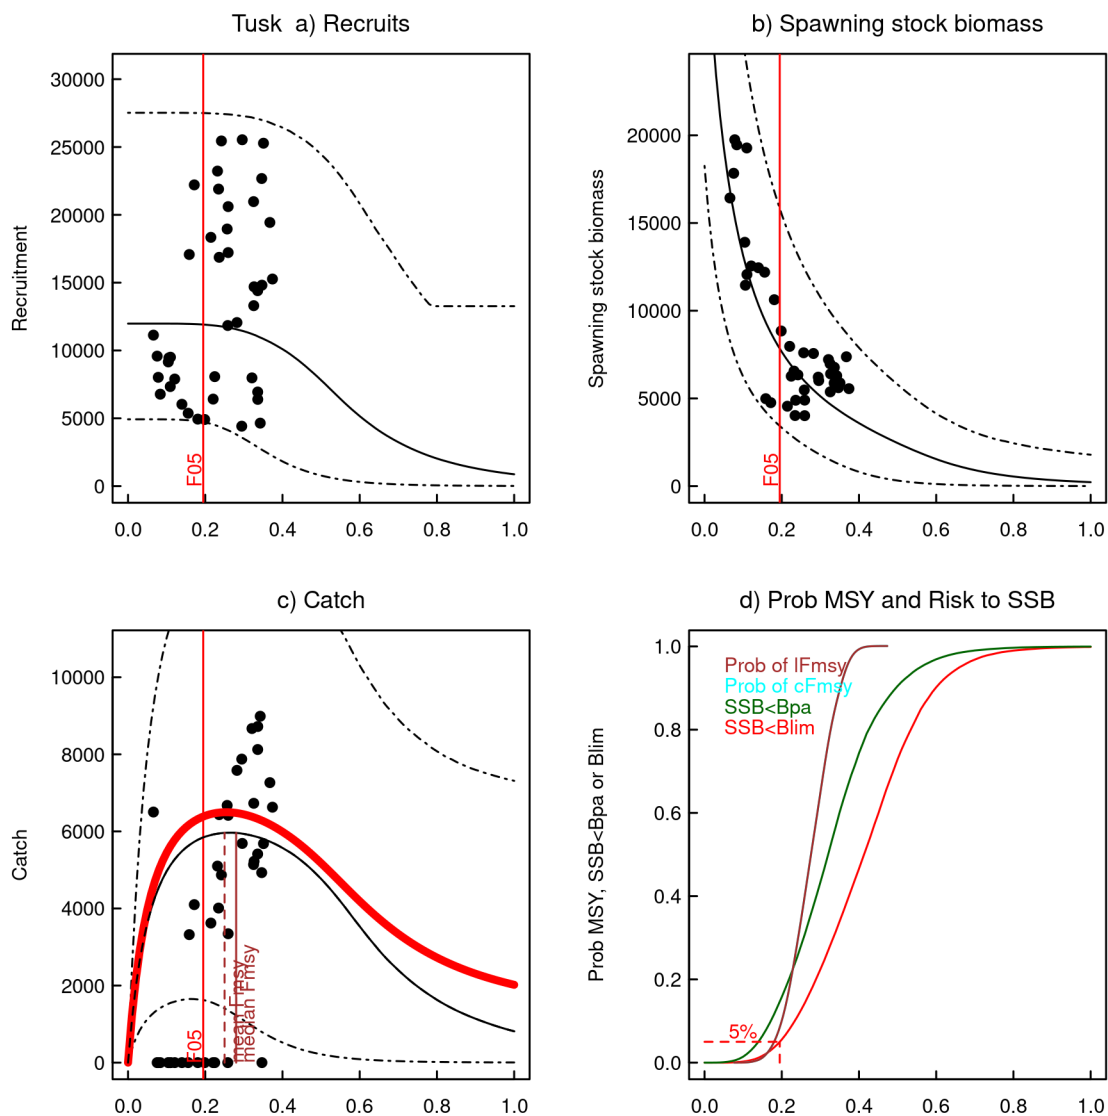 Tusk a) Recruits
Recruitment
30000
25000
20000
15000
10000
5000
0
F05
0.0 0.2 0.4 0.6 0.8 1.0
b) Spawning stock biomass
Spawning stock biomass
20000
15000
10000
5000
0
F05
0.0 0.2 0.4 0.6 0.8 1.0
c) Catch
Catch
10000
8000
6000
4000
2000
0
F05
mean Fmsy
median Fmsy
0.0 0.2 0.4 0.6 0.8 1.0
d) Prob MSY and Risk to SSB
Prob MSY, SSB<Bpa or Blim
1.0
0.8
0.6
0.4
0.2
0.0
Prob of lFmsy
Prob of cFmsy
SSB<Bpa
SSB<Blim
5%
0.0 0.2 0.4 0.6 0.8 1.0